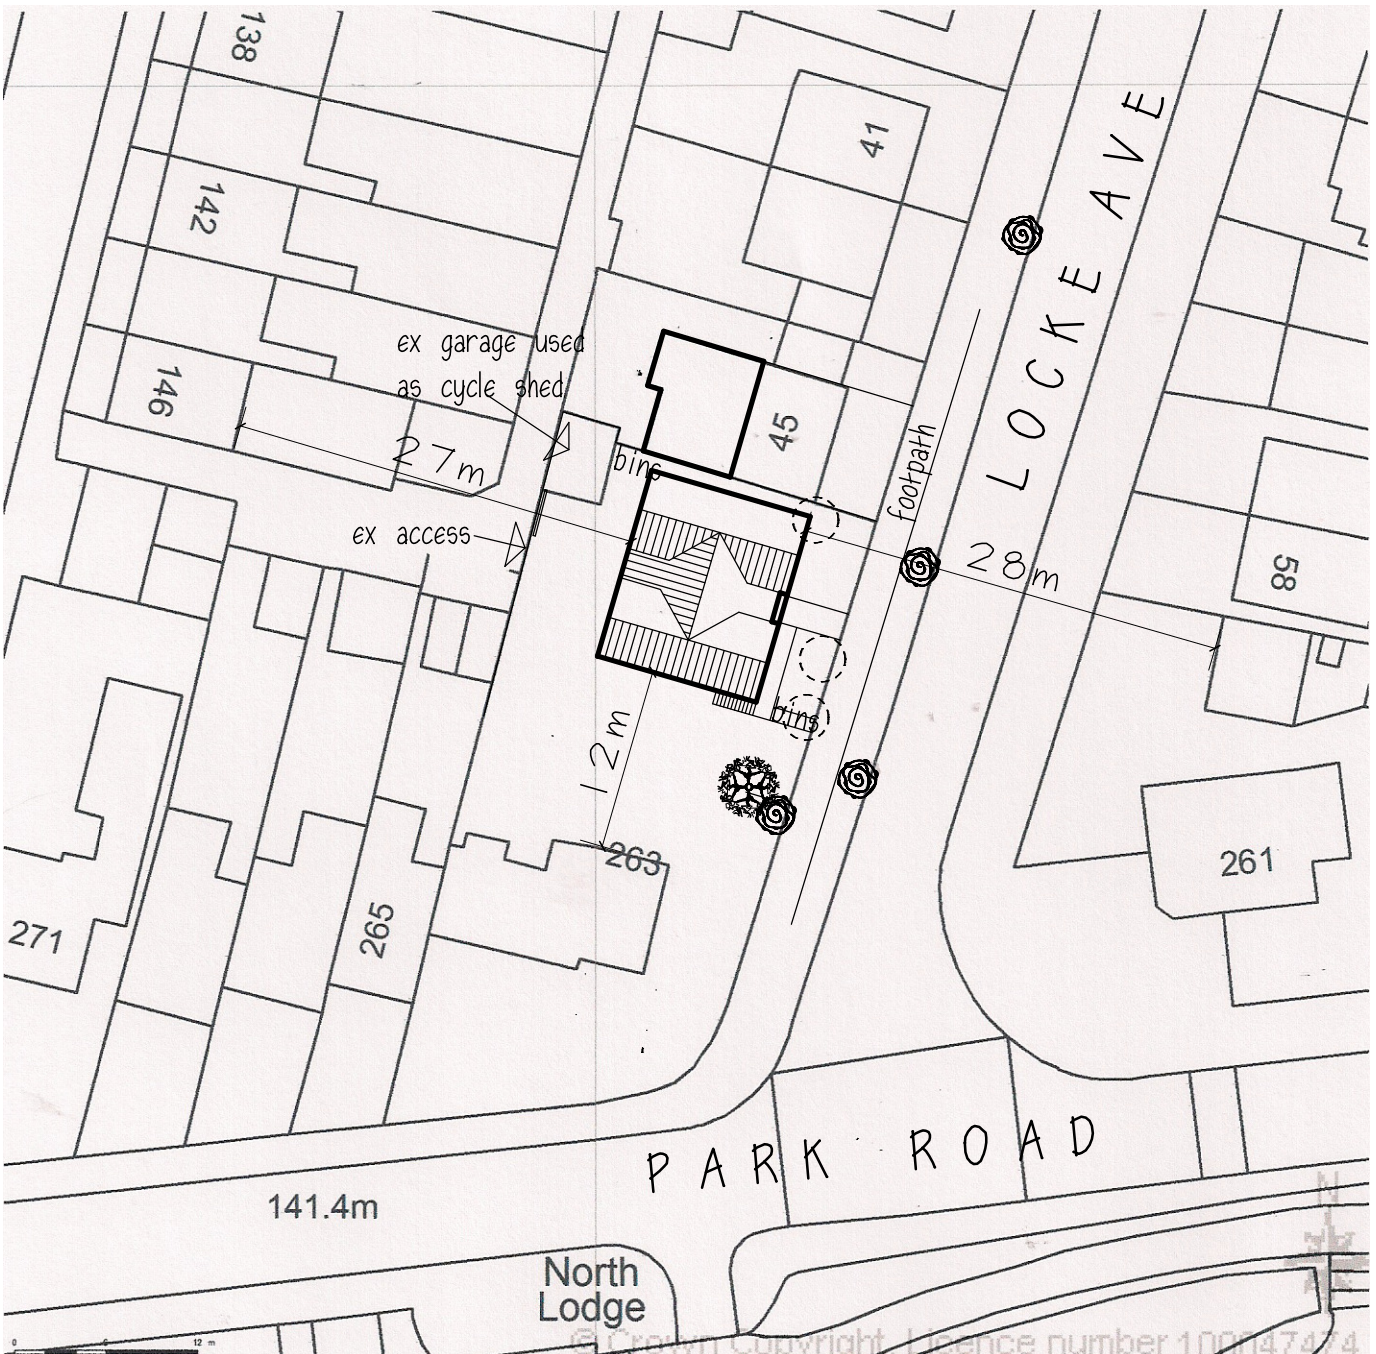 138
41
LOCKE AVE
142
ex garage used
as cycle shed
146
45
27m
bins
footpath
ex access
28m
58
bins
12m
263
261
265
271
PARK ROAD
141.4m
N
North
Lodge
0 6 12 m
© Crown Copyright. Licence number 100047474